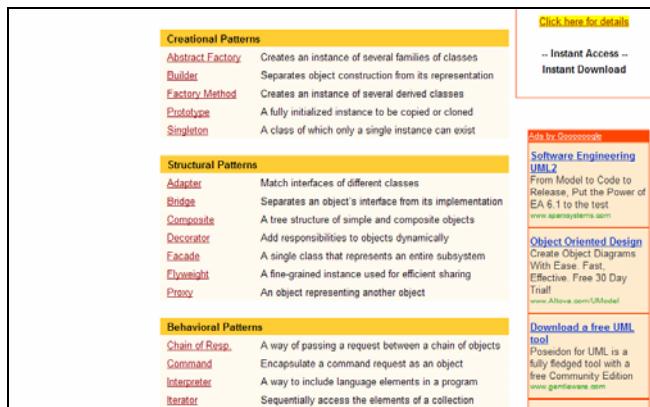 Creational Patterns
Abstract Factory Creates an instance of several families of classes
Builder Separates object construction from its representation
Factory Method Creates an instance of several derived classes
Prototype A fully initialized instance to be copied or cloned
Singleton A class of which only a single instance can exist
Structural Patterns
Adapter Match interfaces of different classes
Bridge Separates an object's interface from its implementation
Composite A tree structure of simple and composite objects
Decorator Add responsibilities to objects dynamically
Facade A single class that represents an entire subsystem
Flyweight A fine-grained instance used for efficient sharing
Proxy An object representing another object
Behavioral Patterns
Chain of Resp. A way of passing a request between a chain of objects
Command Encapsulate a command request as an object
Interpreter A way to include language elements in a program
Iterator Sequentially access the elements of a collection
Click here for details
-- Instant Access --
Instant Download
Ads by Goooooogle
Software Engineering
UML2
From Model to Code to
Release, Put the Power of
EA 6.1 to the test
www.sparxsystems.com
Object Oriented Design
Create Object Diagrams
With Ease. Fast,
Effective. Free 30 Day
Trial!
www.Altova.com/UModel
Download a free UML
tool
Poseidon for UML is a
fully fledged tool with a
free Community Edition
www.gentleware.com